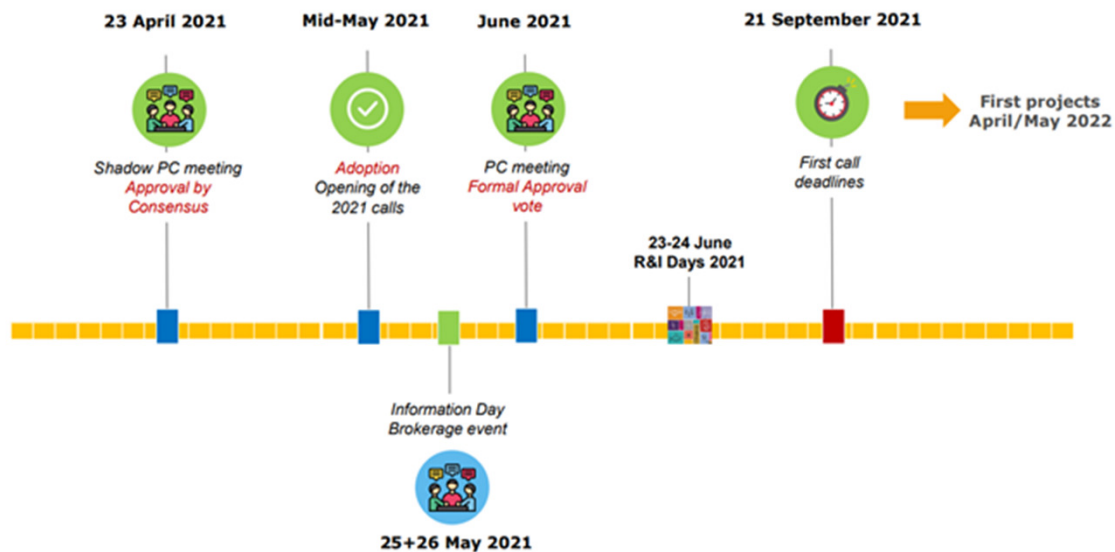 23 April 2021
Mid-May 2021
June 2021
21 September 2021
Shadow PC meeting
Approval by
Consensus
Adoption
Opening of the
2021 calls
PC meeting
Formal Approval
vote
First call
deadlines
First projects
April/May 2022
23-24 June
R&I Days 2021
Information Day
Brokerage event
25+26 May 2021